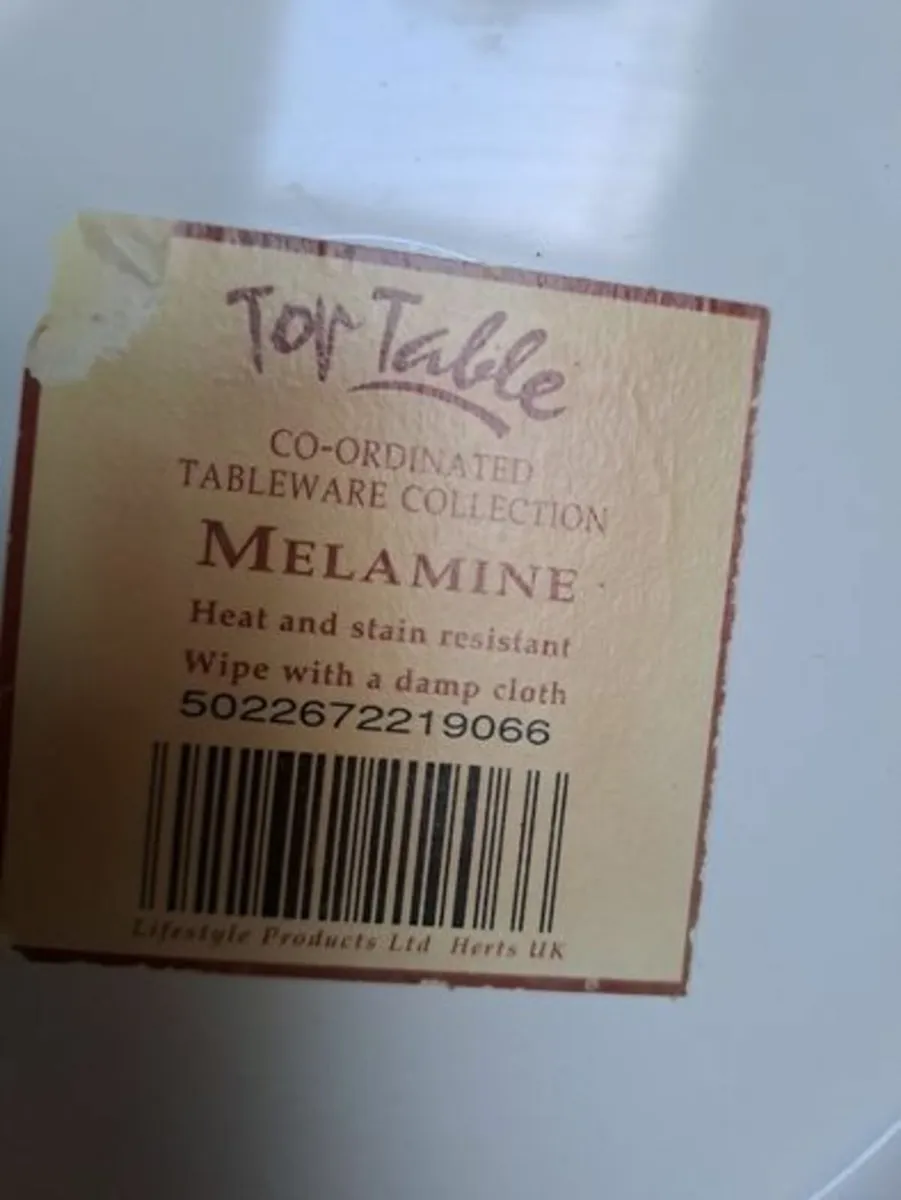 Top Table
CO-ORDINATED
TABLEWARE COLLECTION
MELAMINE
Heat and stain resistant
Wipe with a damp cloth
5022672219066
Lifestyle Products Ltd Herts UK